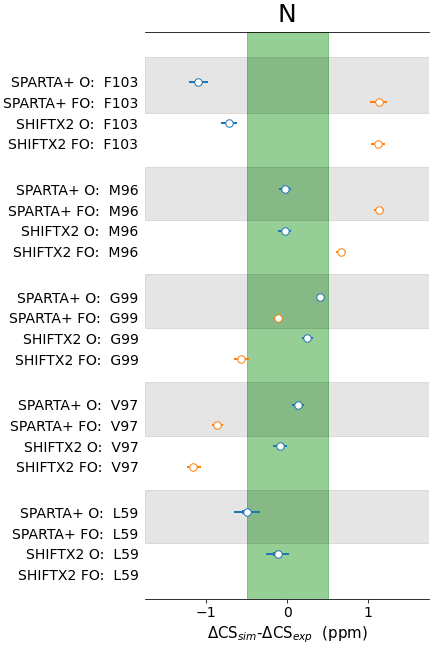 N
SPARTA+ O:  F103
SPARTA+ FO:  F103
SHIFTX2 O:  F103
SHIFTX2 FO:  F103
SPARTA+ O:  M96
SPARTA+ FO:  M96
SHIFTX2 O:  M96
SHIFTX2 FO:  M96
SPARTA+ O:  G99
SPARTA+ FO:  G99
SHIFTX2 O:  G99
SHIFTX2 FO:  G99
SPARTA+ O:  V97
SPARTA+ FO:  V97
SHIFTX2 O:  V97
SHIFTX2 FO:  V97
SPARTA+ O:  L59
SPARTA+ FO:  L59
SHIFTX2 O:  L59
SHIFTX2 FO:  L59
−1 0 1
ΔCS_sim-ΔCS_exp (ppm)